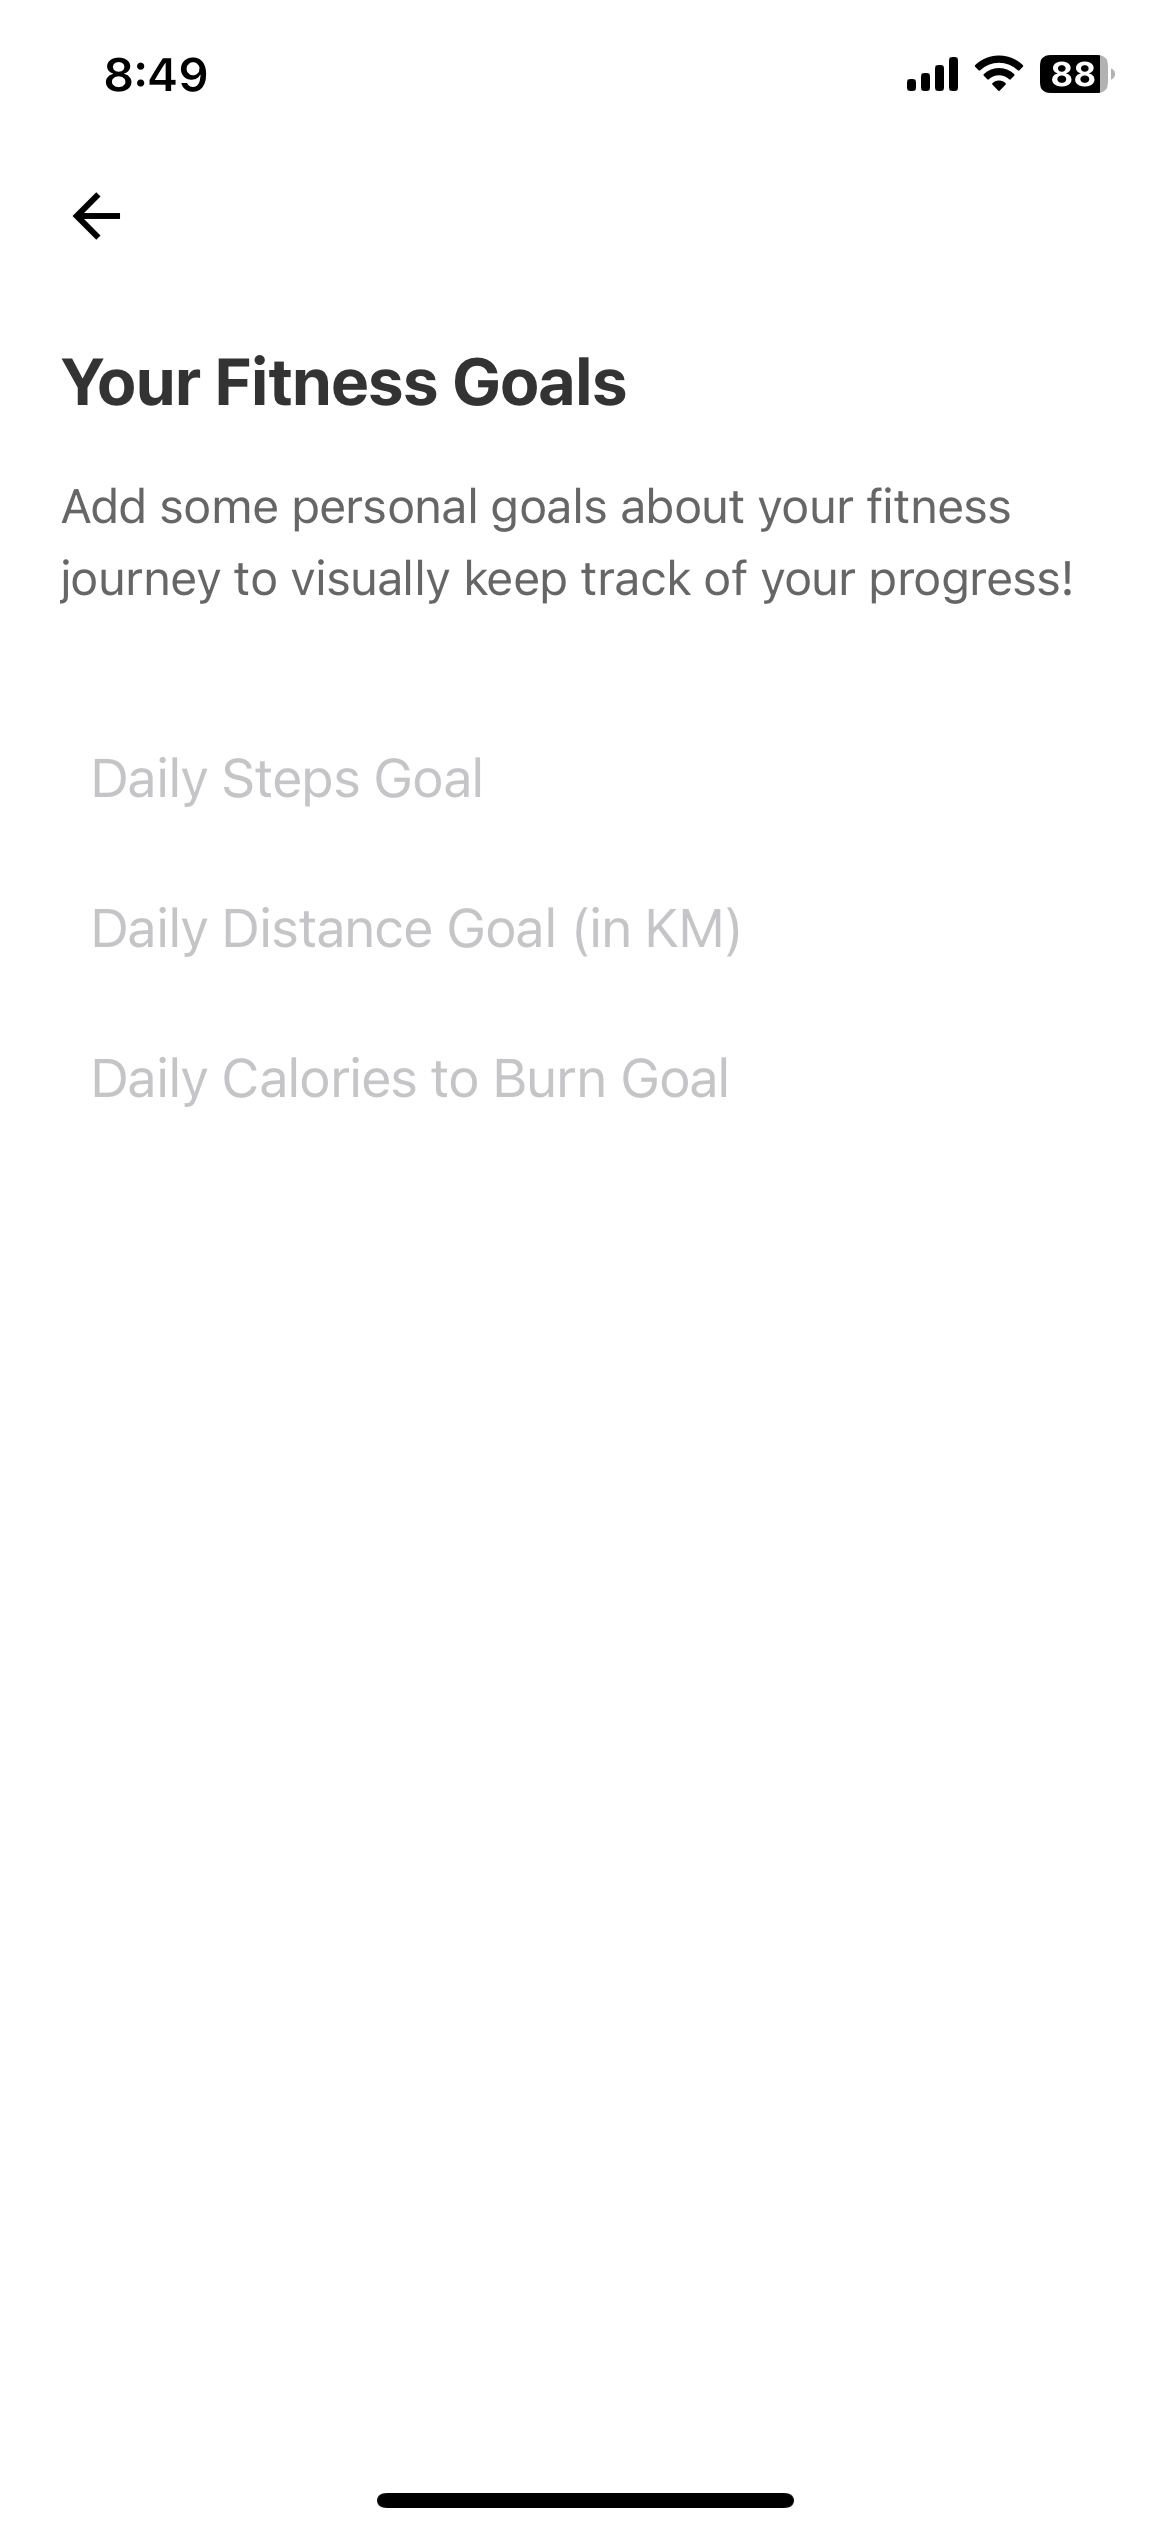 8:49
88
Your Fitness Goals
Add some personal goals about your fitness
journey to visually keep track of your progress!
Daily Steps Goal
Daily Distance Goal (in KM)
Daily Calories to Burn Goal